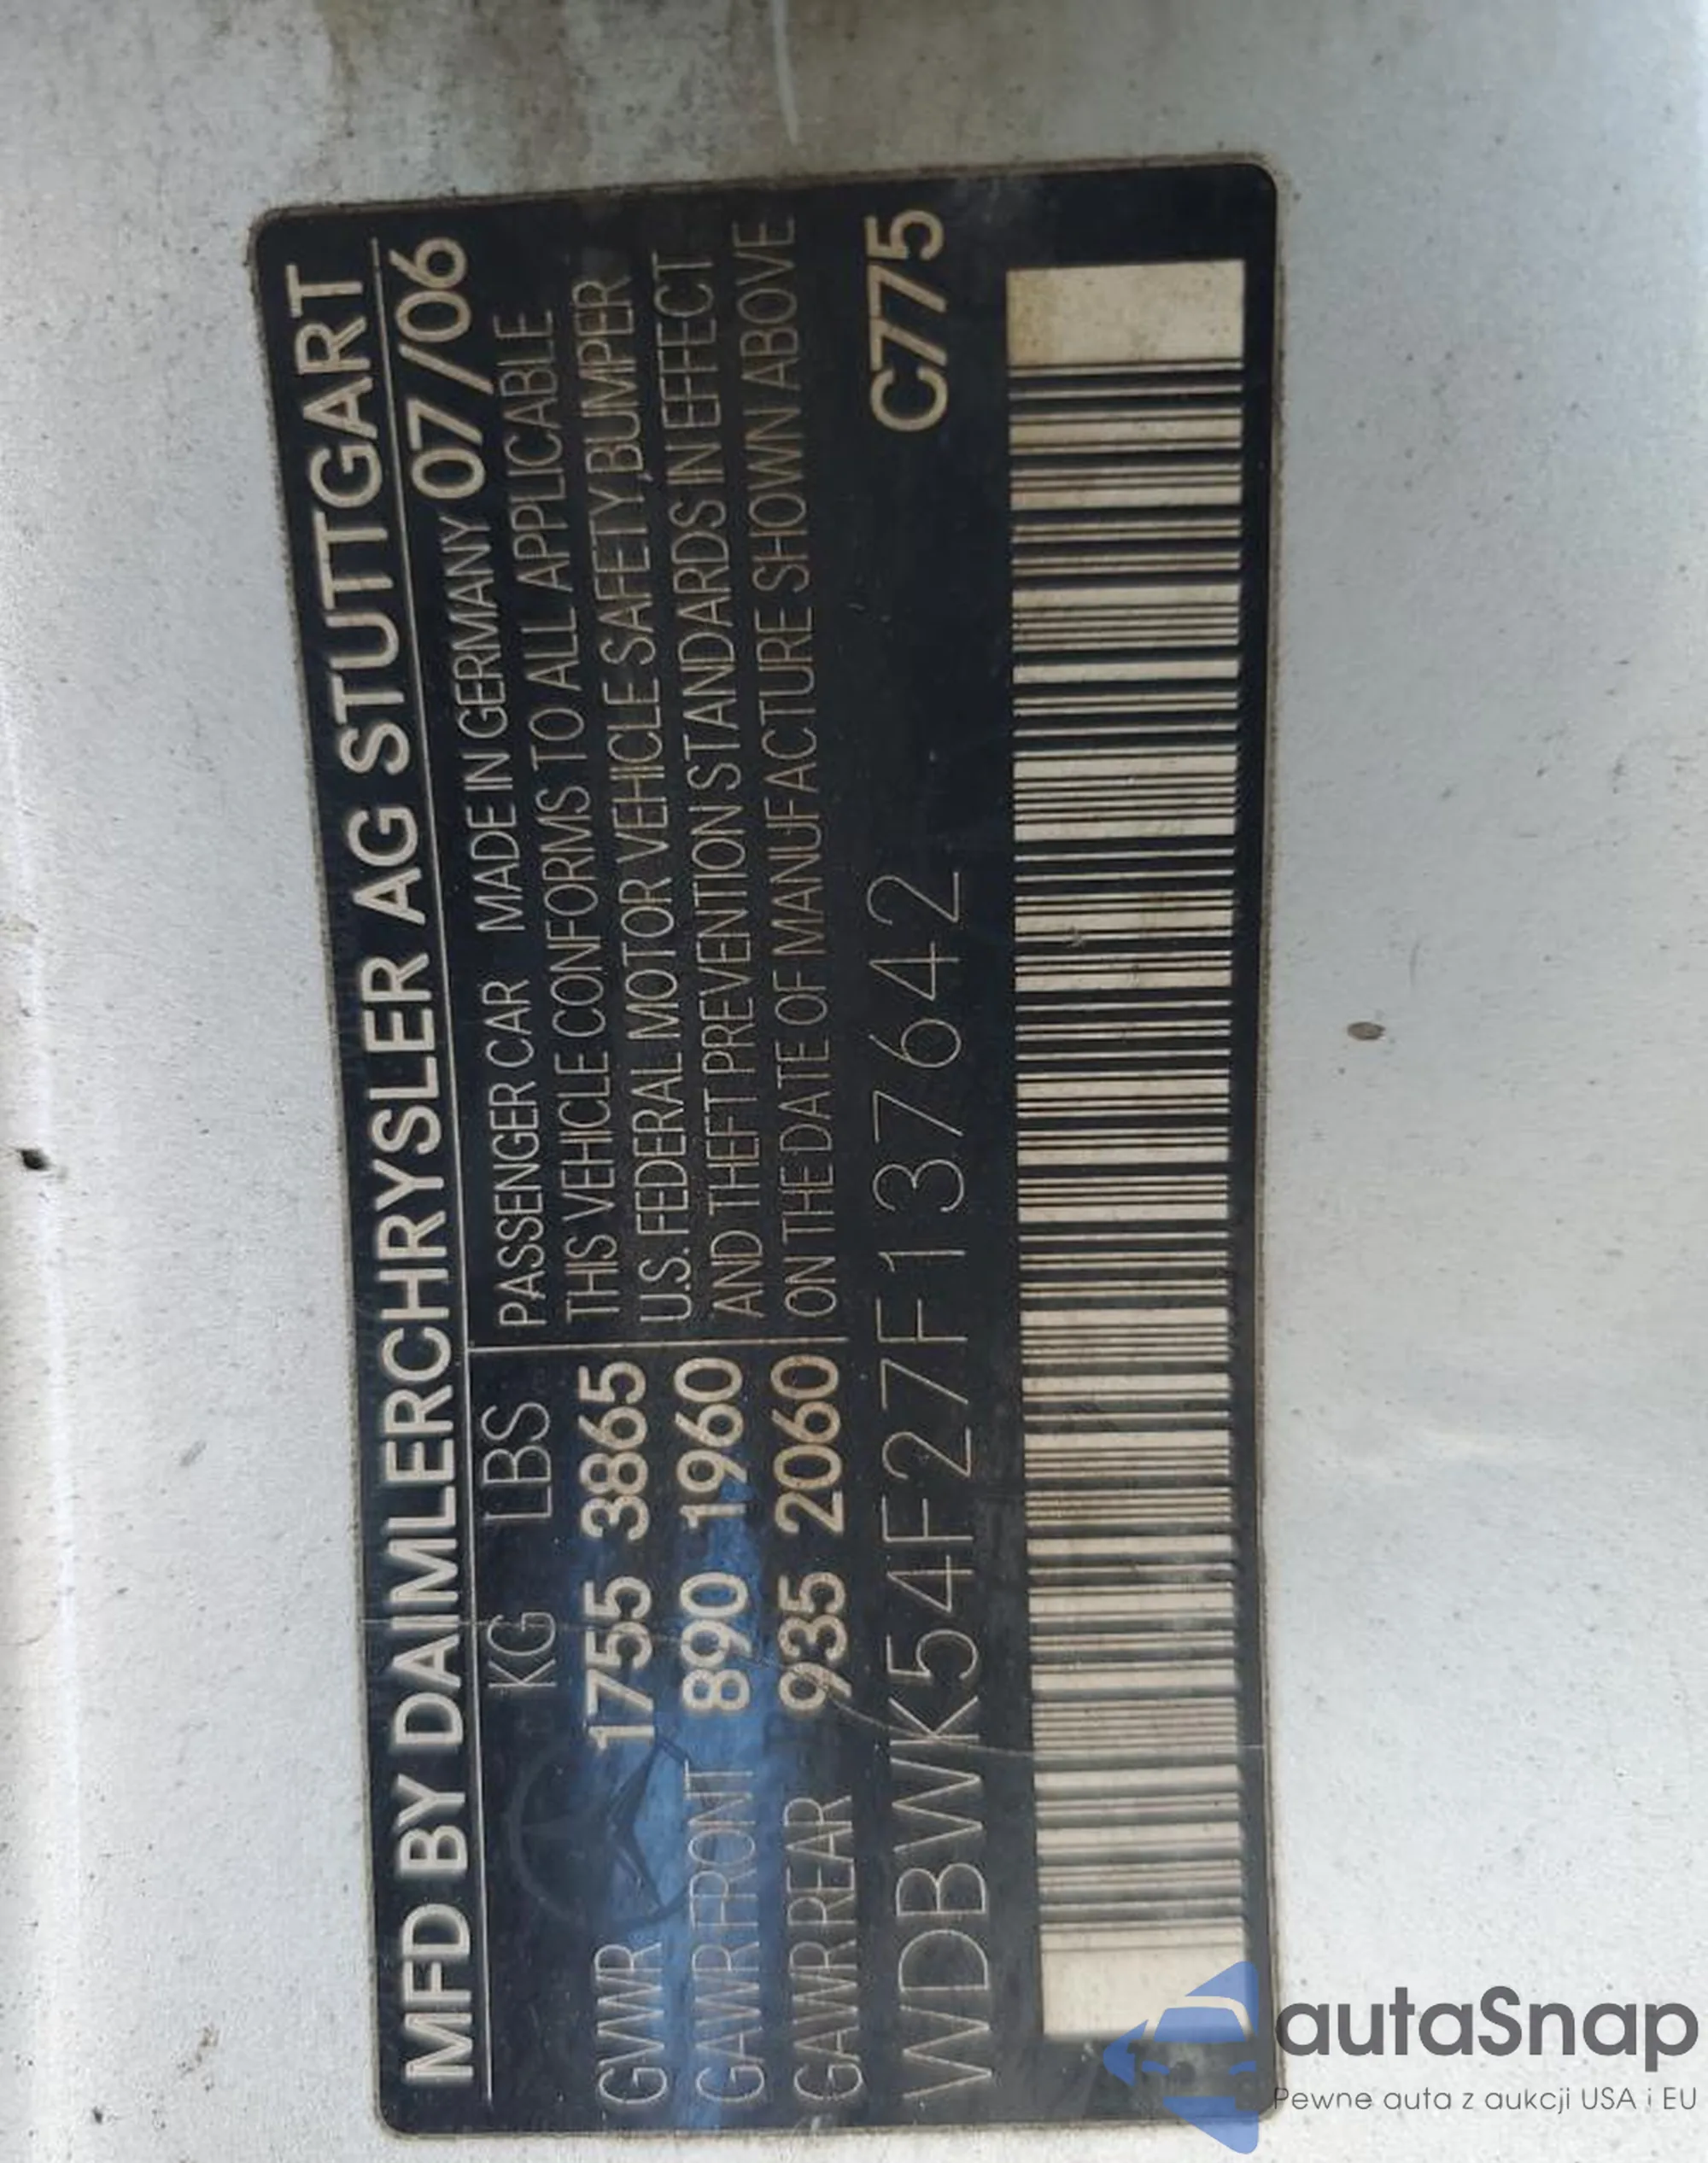 MFD BY DAIMLERCHRYSLER AG STUTTGART
KG LBS
GWWR 1755 3865
GAWR FRONT 890 1960
GAWR REAR 935 2060
PASSENGER CAR MADE IN GERMANY 07/06
THIS VEHICLE CONFORMS TO ALL APPLICABLE
U.S. FEDERAL MOTOR VEHICLE SAFETY,BUMPER
AND THEFT PREVENTION STANDARDS IN EFFECT
ON THE DATE OF MANUFACTURE SHOWN ABOVE
WDBWK54F27F137642 C775
autaSnap
Pewne auta z aukcji USA i EU